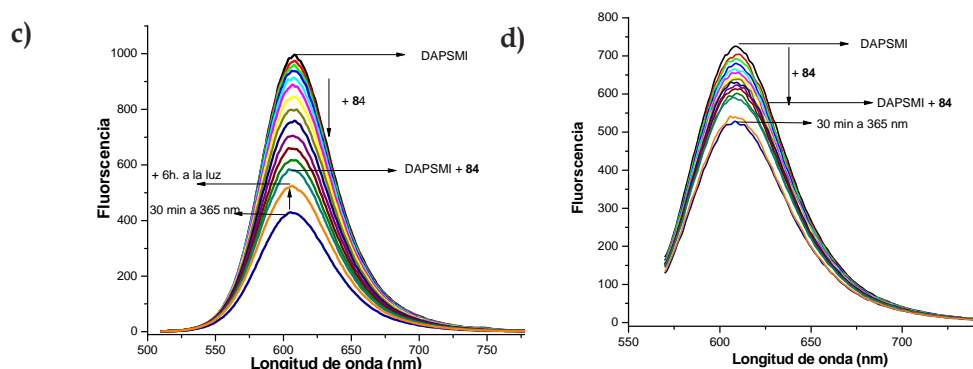 c)
Fluorescencia
1000
800
600
400
200
0
DAPSMI
+ 84
DAPSMI + 84
+ 6h. a la luz
30 min a 365 nm
500 550 600 650 700 750
Longitud de onda (nm)
d)
Fluorescencia
800
700
600
500
400
300
200
100
0
DAPSMI
+ 84
DAPSMI + 84
30 min a 365 nm
550 600 650 700
Longitud de onda (nm)